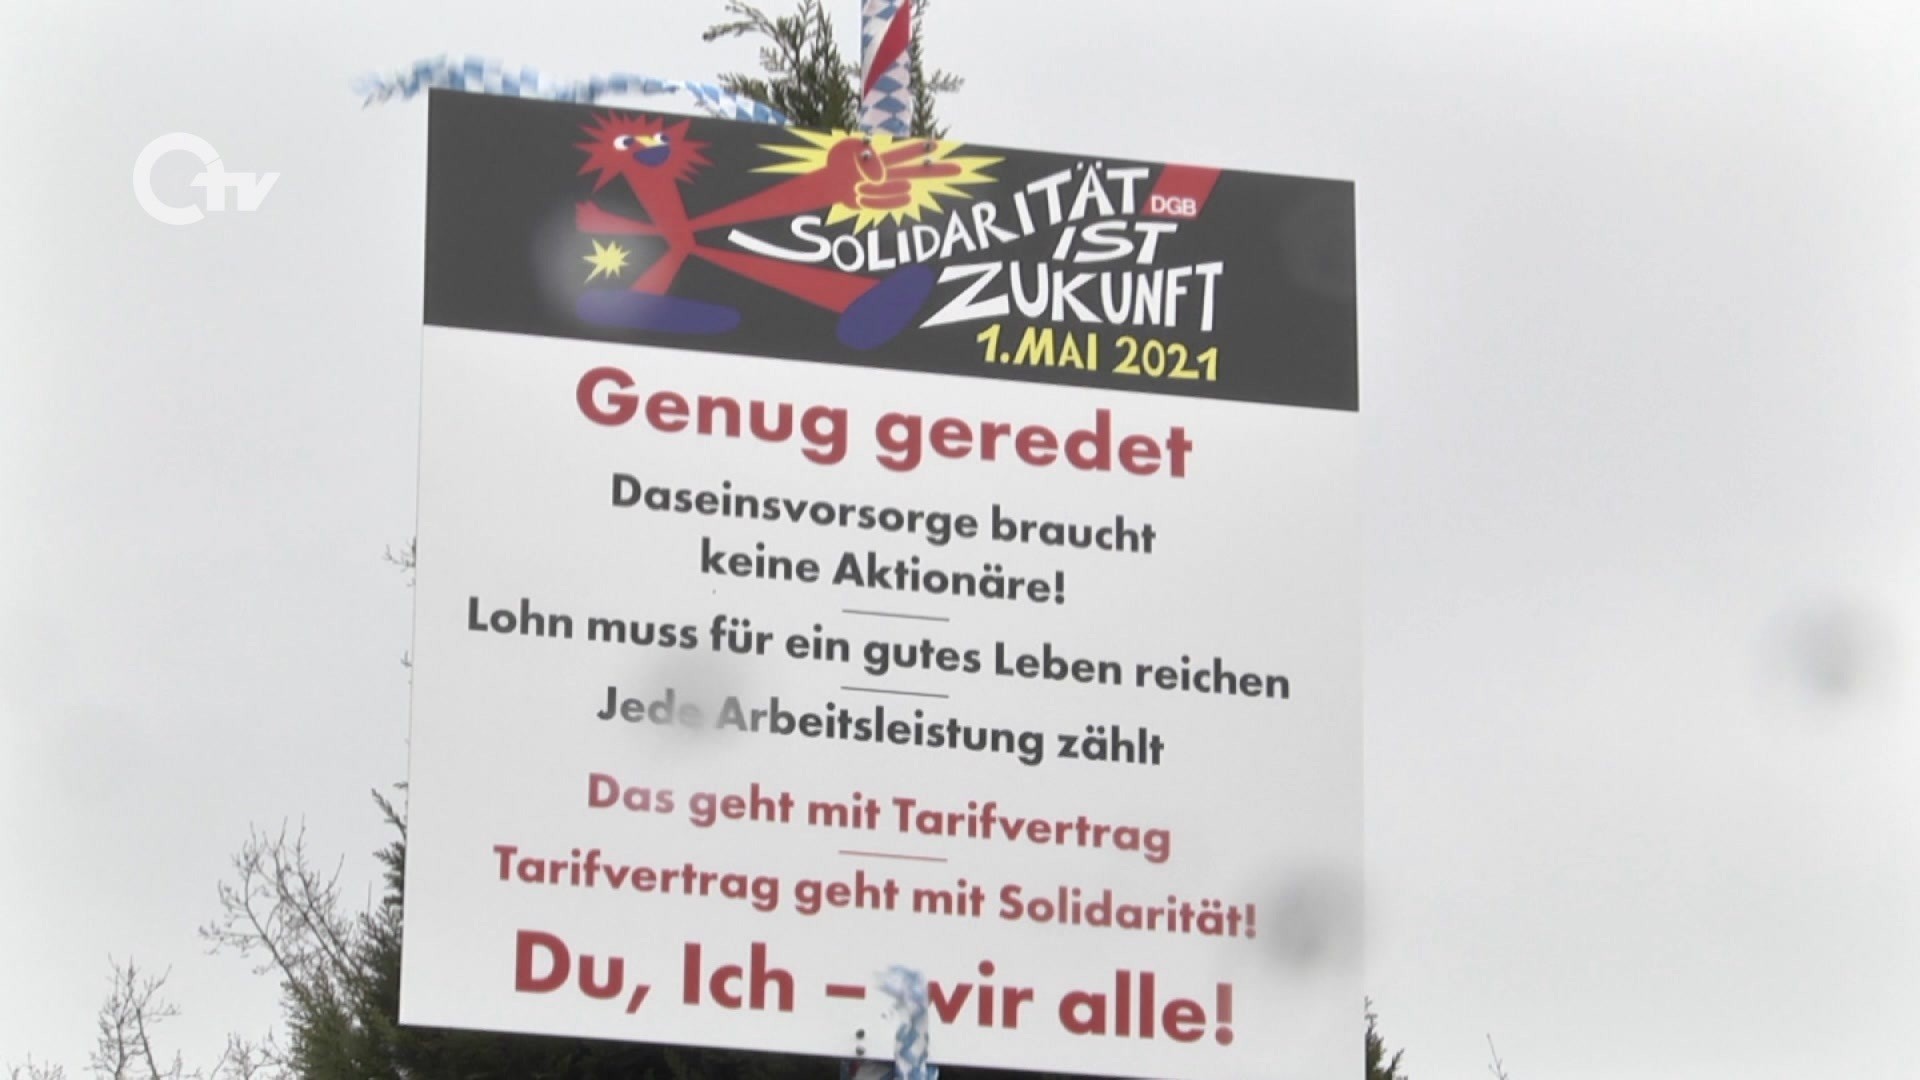 Otv
SOLIDARITÄT
DGB
IST
ZUKUNFT
1. MAI 2021
Genug geredet
Daseinsvorsorge braucht
keine Aktionäre!
Lohn muss für ein gutes Leben reichen
Jede Arbeitsleistung zählt
Das geht mit Tarifvertrag
Tarifvertrag geht mit Solidarität!
Du, Ich – wir alle!